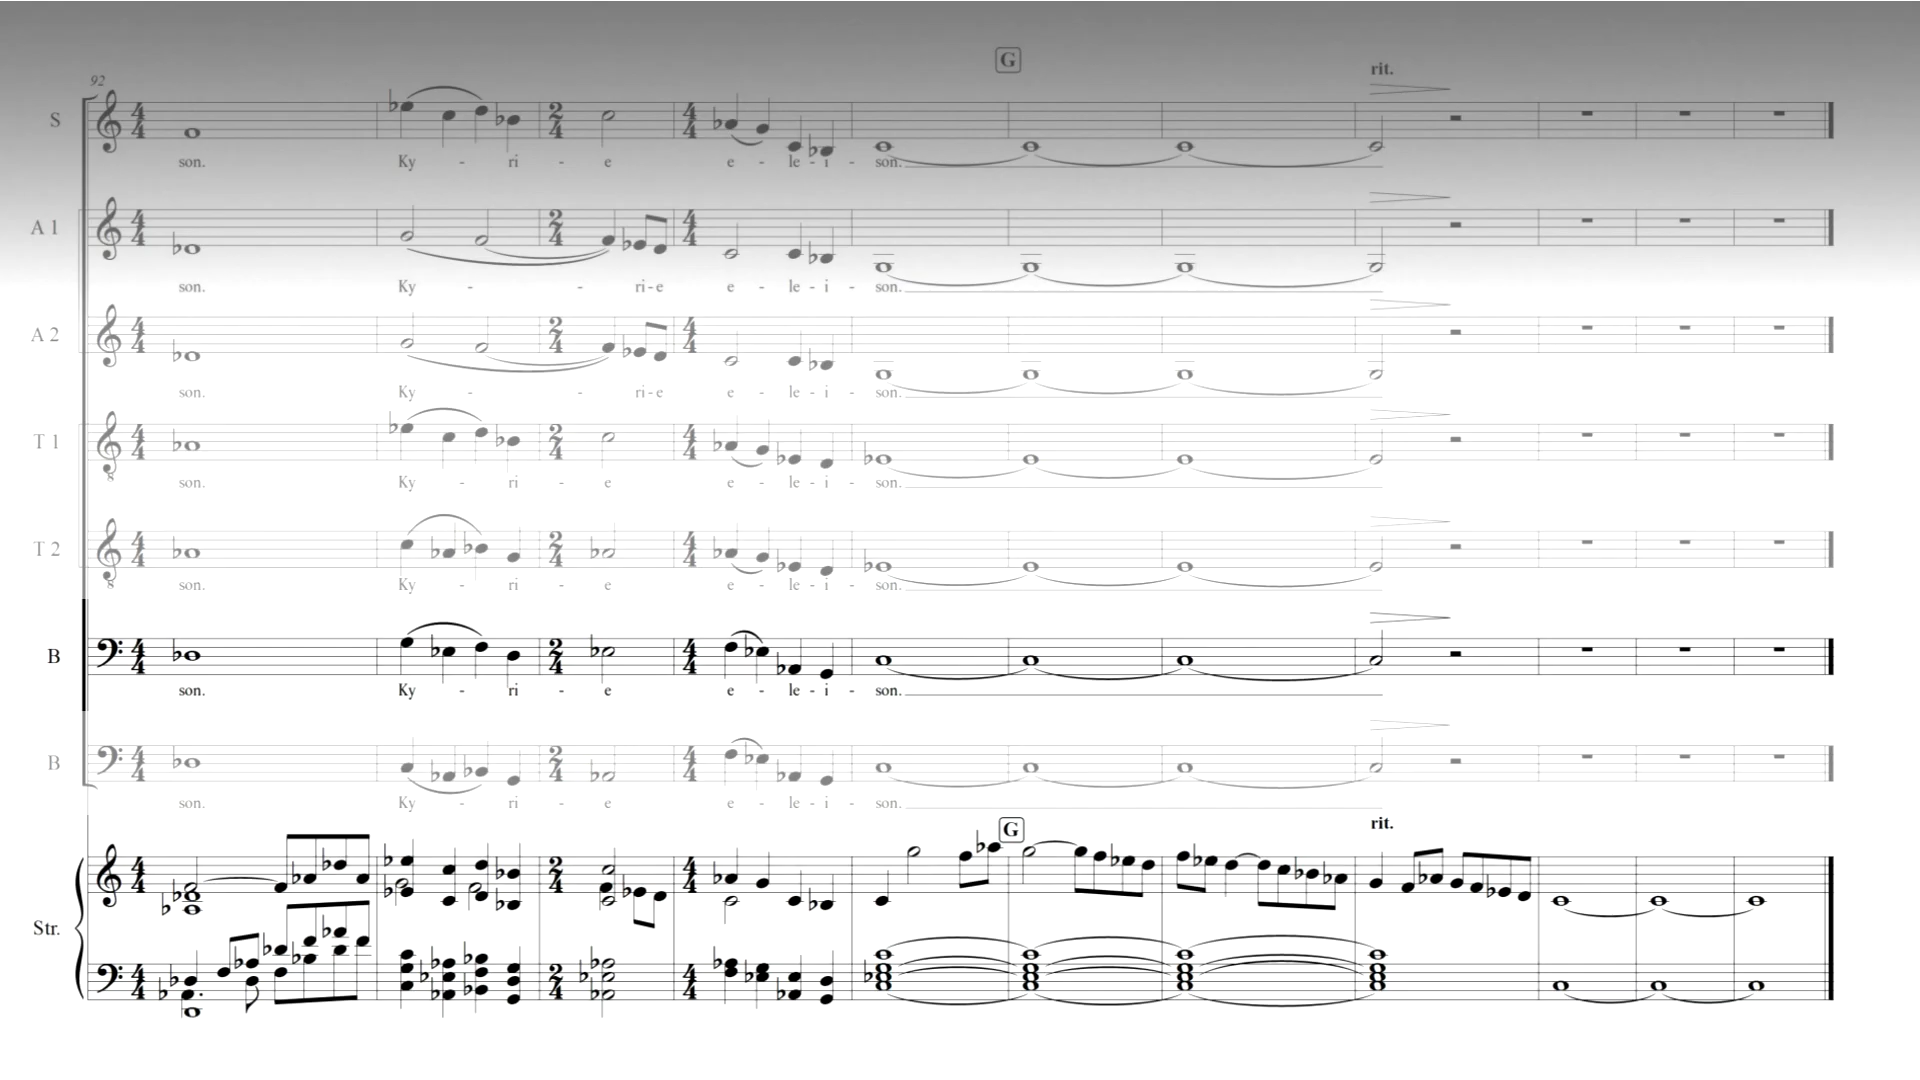 G
rit.
92
S
son. Ky - ri - e e - le - i - son.
A 1
son. Ky - - ri - e e - le - i - son.
A 2
son. Ky - - ri - e e - le - i - son.
T 1
son. Ky - ri - e e - le - i - son.
T 2
son. Ky - ri - e e - le - i - son.
B
son. Ky - ri - e e - le - i - son.
B
son. Ky - ri - e e - le - i - son.
G
rit.
Str.